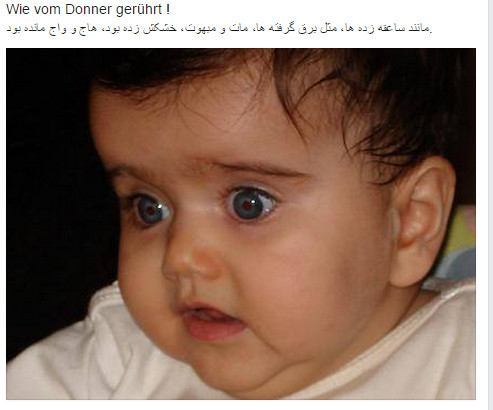 Wie vom Donner gerührt !
مانند ساعقه زده ها، مثل برق گرفته ها، مات و مبهوت، خشکش زده بود، هاج و واج مانده بود.